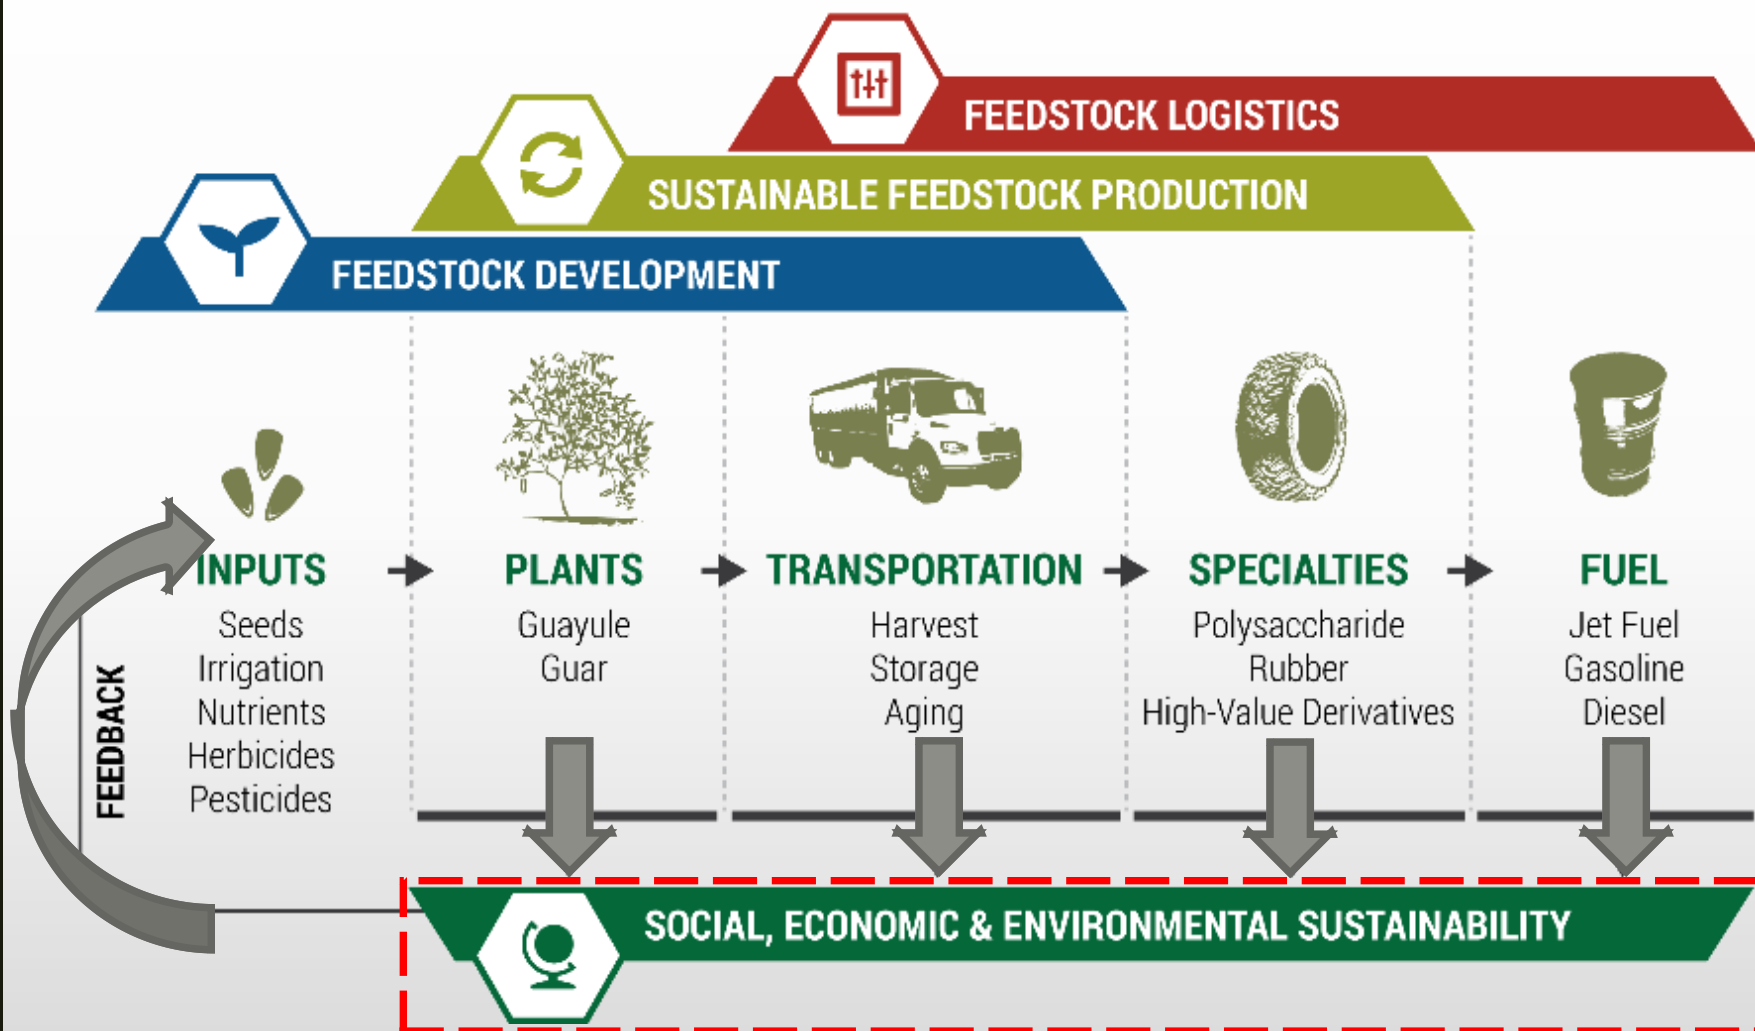 FEEDSTOCK LOGISTICS
SUSTAINABLE FEEDSTOCK PRODUCTION
FEEDSTOCK DEVELOPMENT
INPUTS
Seeds
Irrigation
Nutrients
Herbicides
Pesticides
PLANTS
Guayule
Guar
TRANSPORTATION
Harvest
Storage
Aging
SPECIALTIES
Polysaccharide
Rubber
High-Value Derivatives
FUEL
Jet Fuel
Gasoline
Diesel
FEEDBACK
SOCIAL, ECONOMIC & ENVIRONMENTAL SUSTAINABILITY